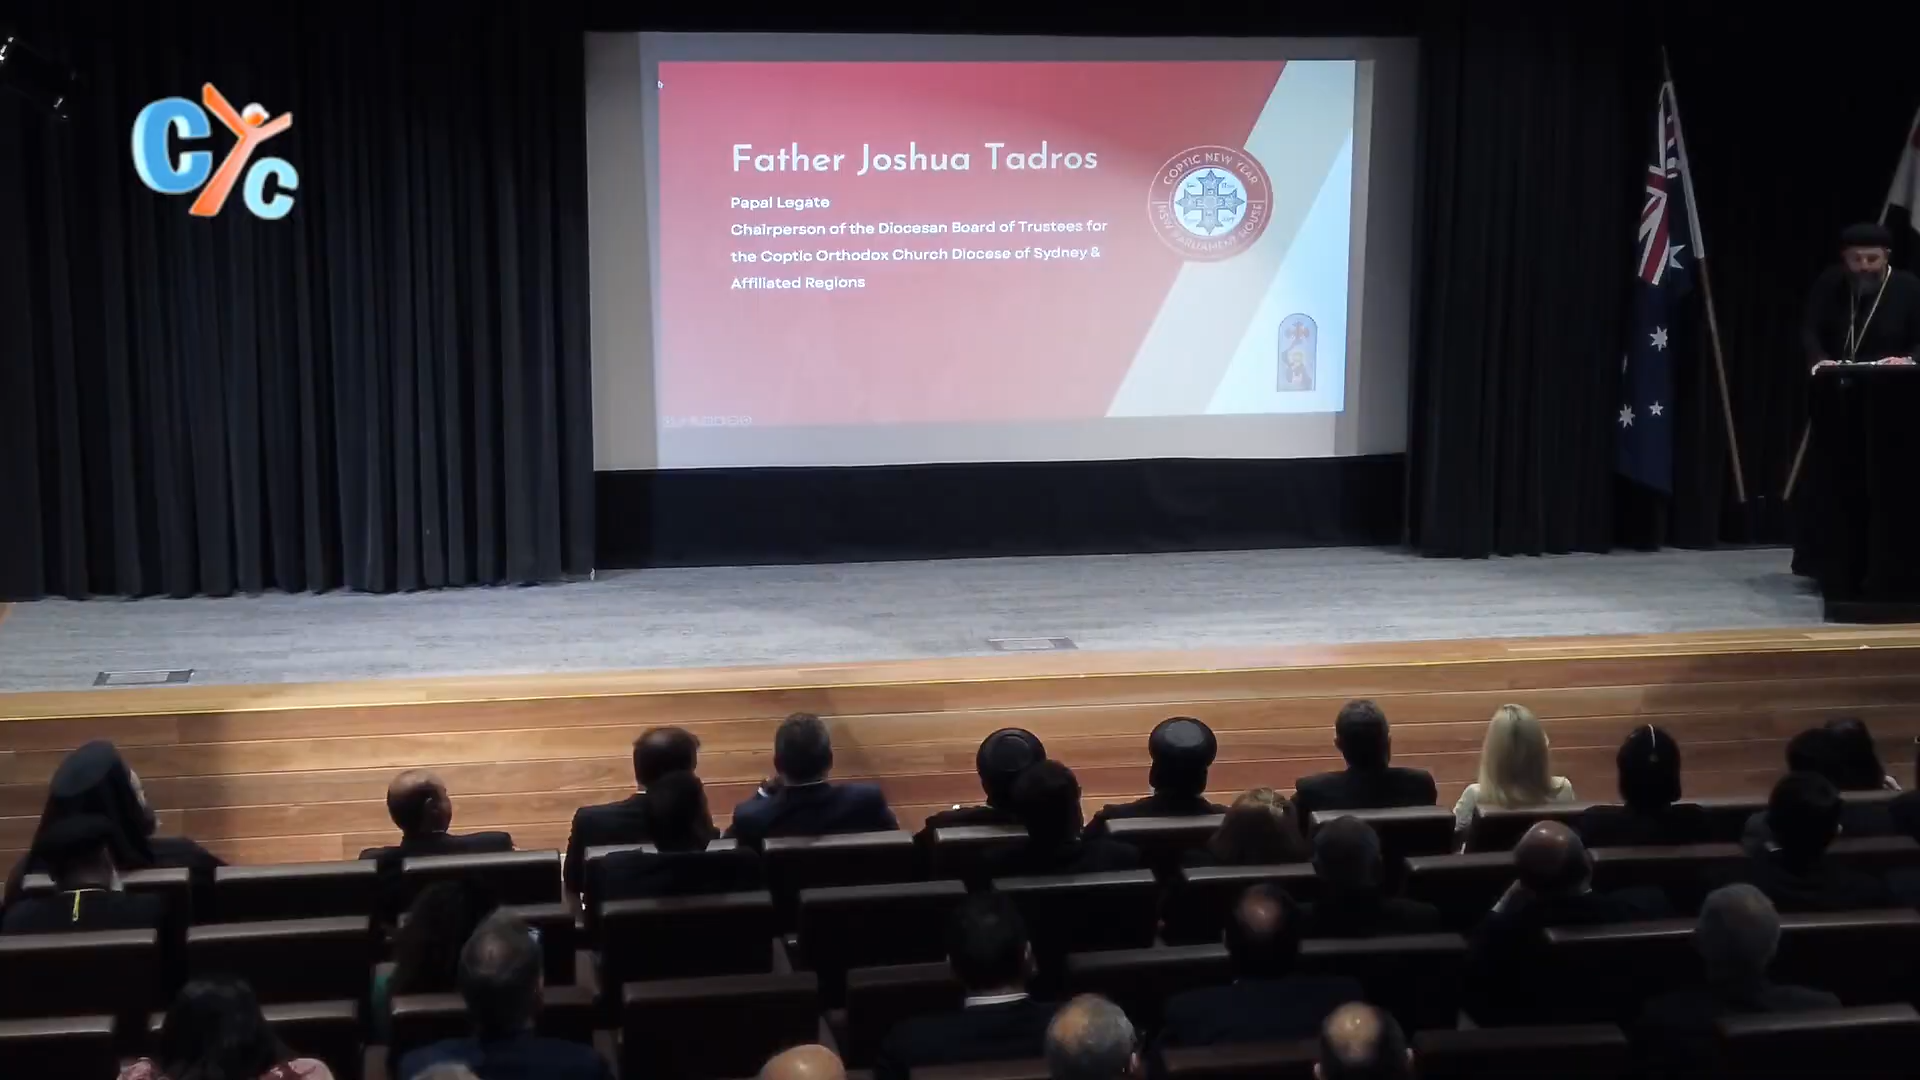 CYC
Father Joshua Tadros
Papal Legate
Chairperson of the Diocesan Board of Trustees for
the Coptic Orthodox Church Diocese of Sydney &
Affiliated Regions
COPTIC NEW YEAR
NSW PARLIAMENT HOUSE